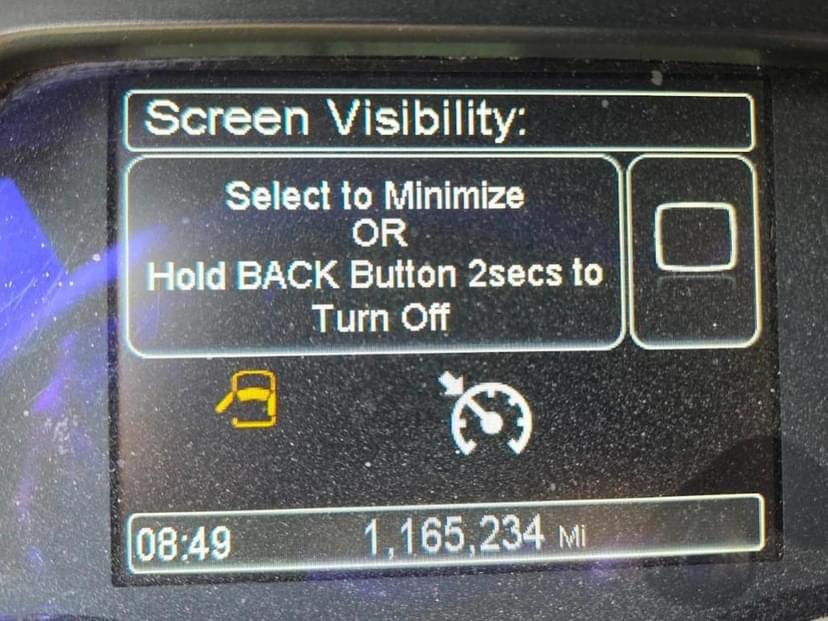 Screen Visibility:
Select to Minimize
OR
Hold BACK Button 2secs to
Turn Off
08:49 1,165,234 Mi